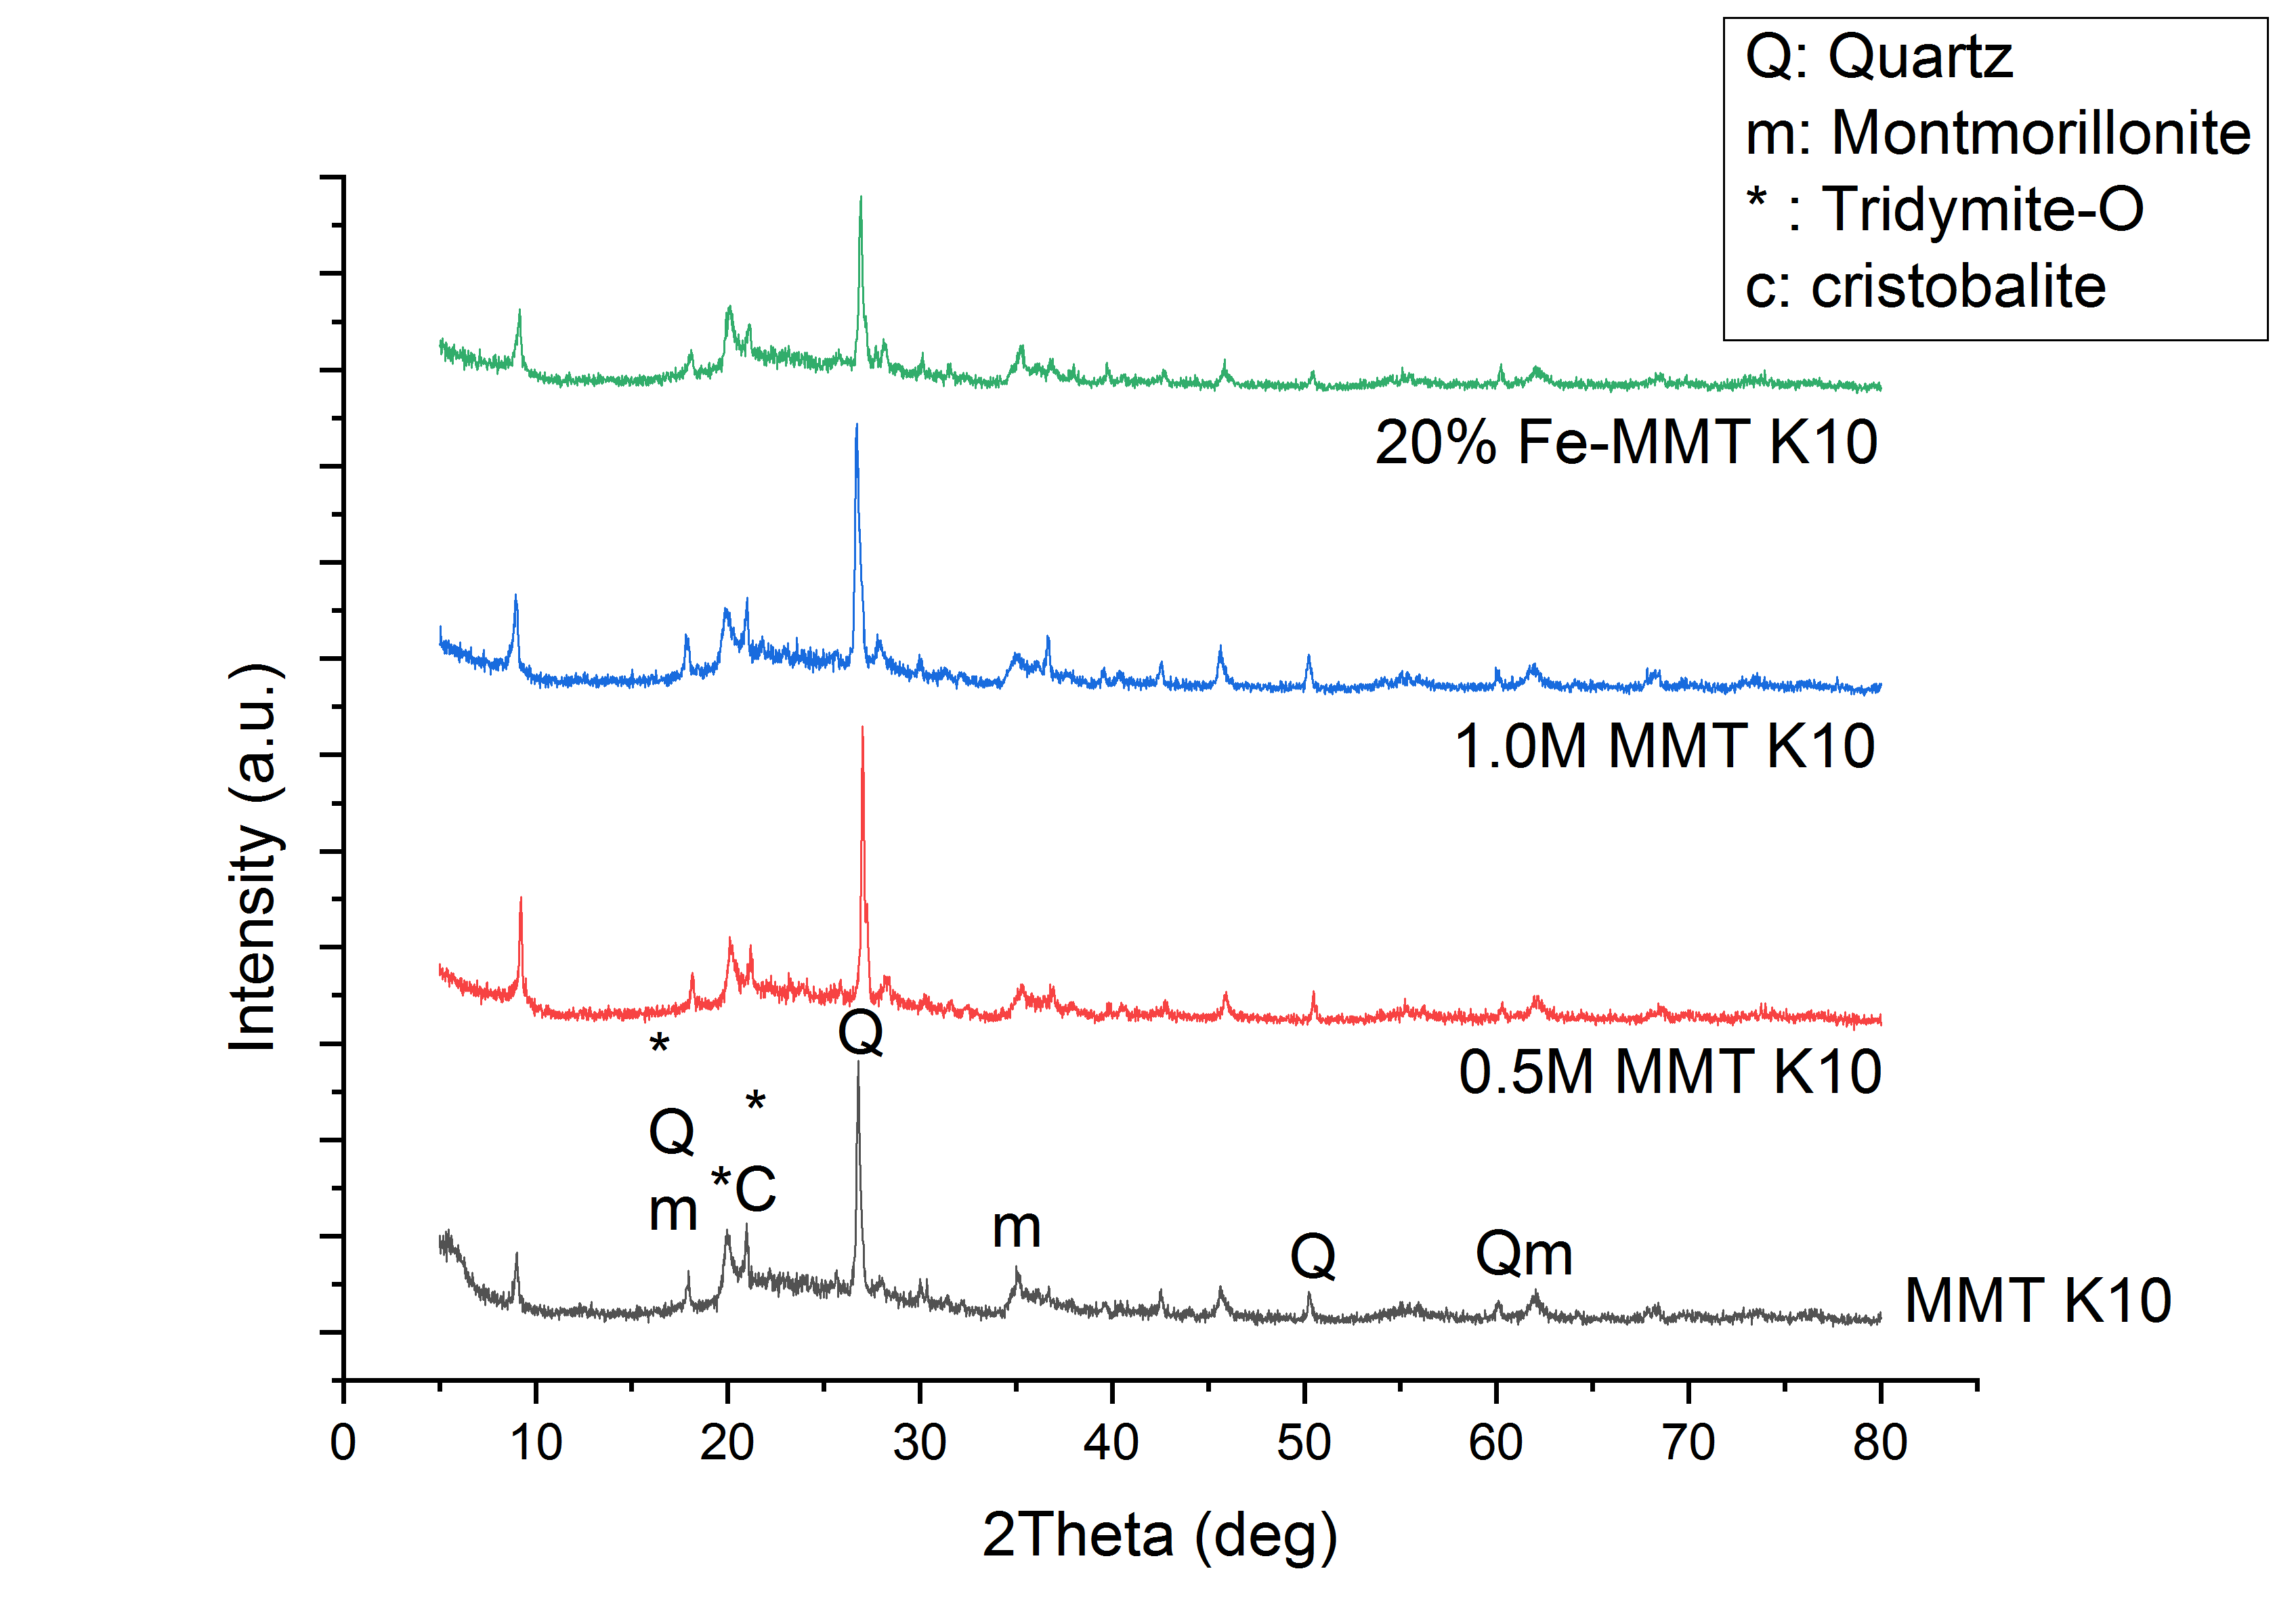 Q: Quartz
m: Montmorillonite
* : Tridymite-O
c: cristobalite
20% Fe-MMT K10
1.0M MMT K10
0.5M MMT K10
MMT K10
Intensity (a.u.)
*
Q
m
*
*C
Q
m
Q
Qm
0 10 20 30 40 50 60 70 80
2Theta (deg)